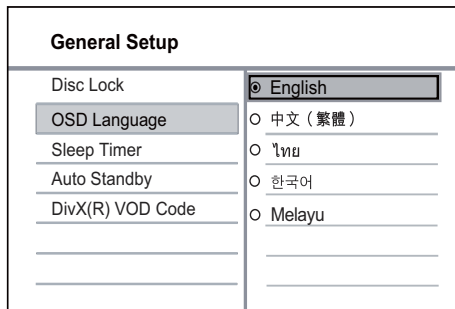 General Setup
Disc Lock
OSD Language
Sleep Timer
Auto Standby
DivX(R) VOD Code
English
中文（繁體）
ไทย
한국어
Melayu